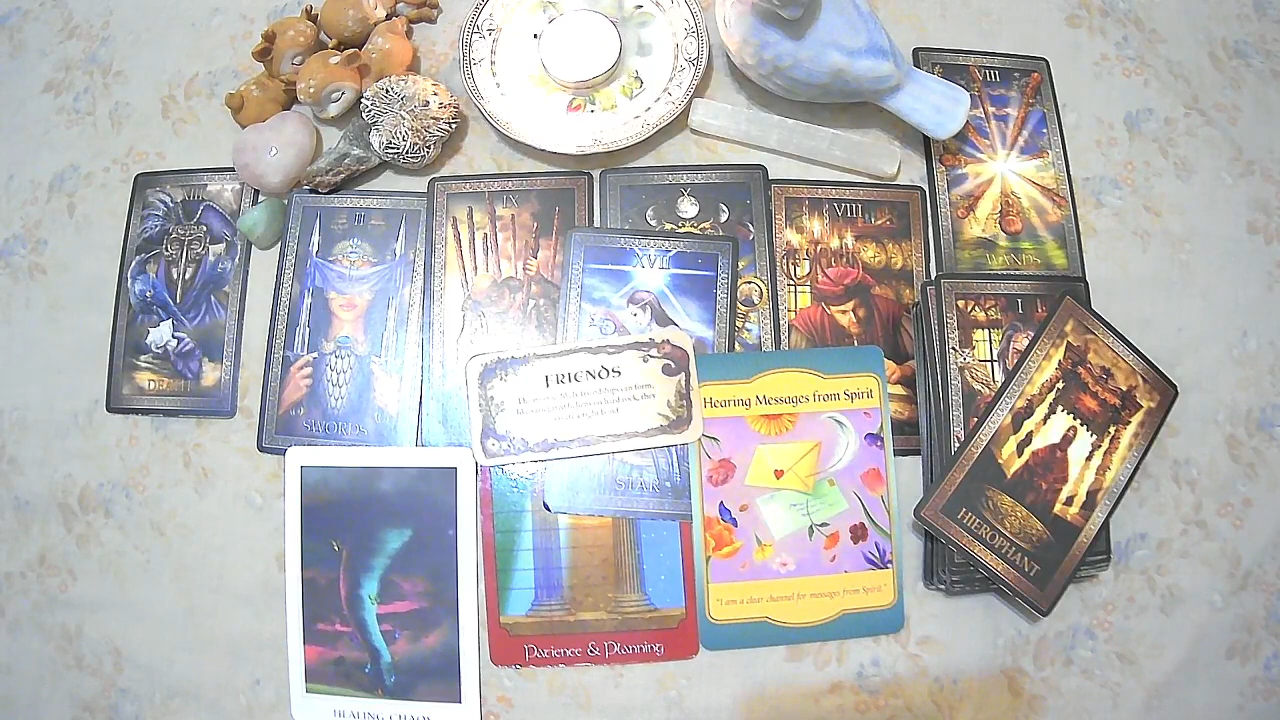 XIII
DEATH
III
SWORDS
IX
X
XVII
STAR
VIII
VIII
WANDS
I
HIEROPHANT
FRIENDS
Hearing Messages from Spirit
"I am a clear channel for messages from Spirit."
Patience & Planning
HEALING CHAOS